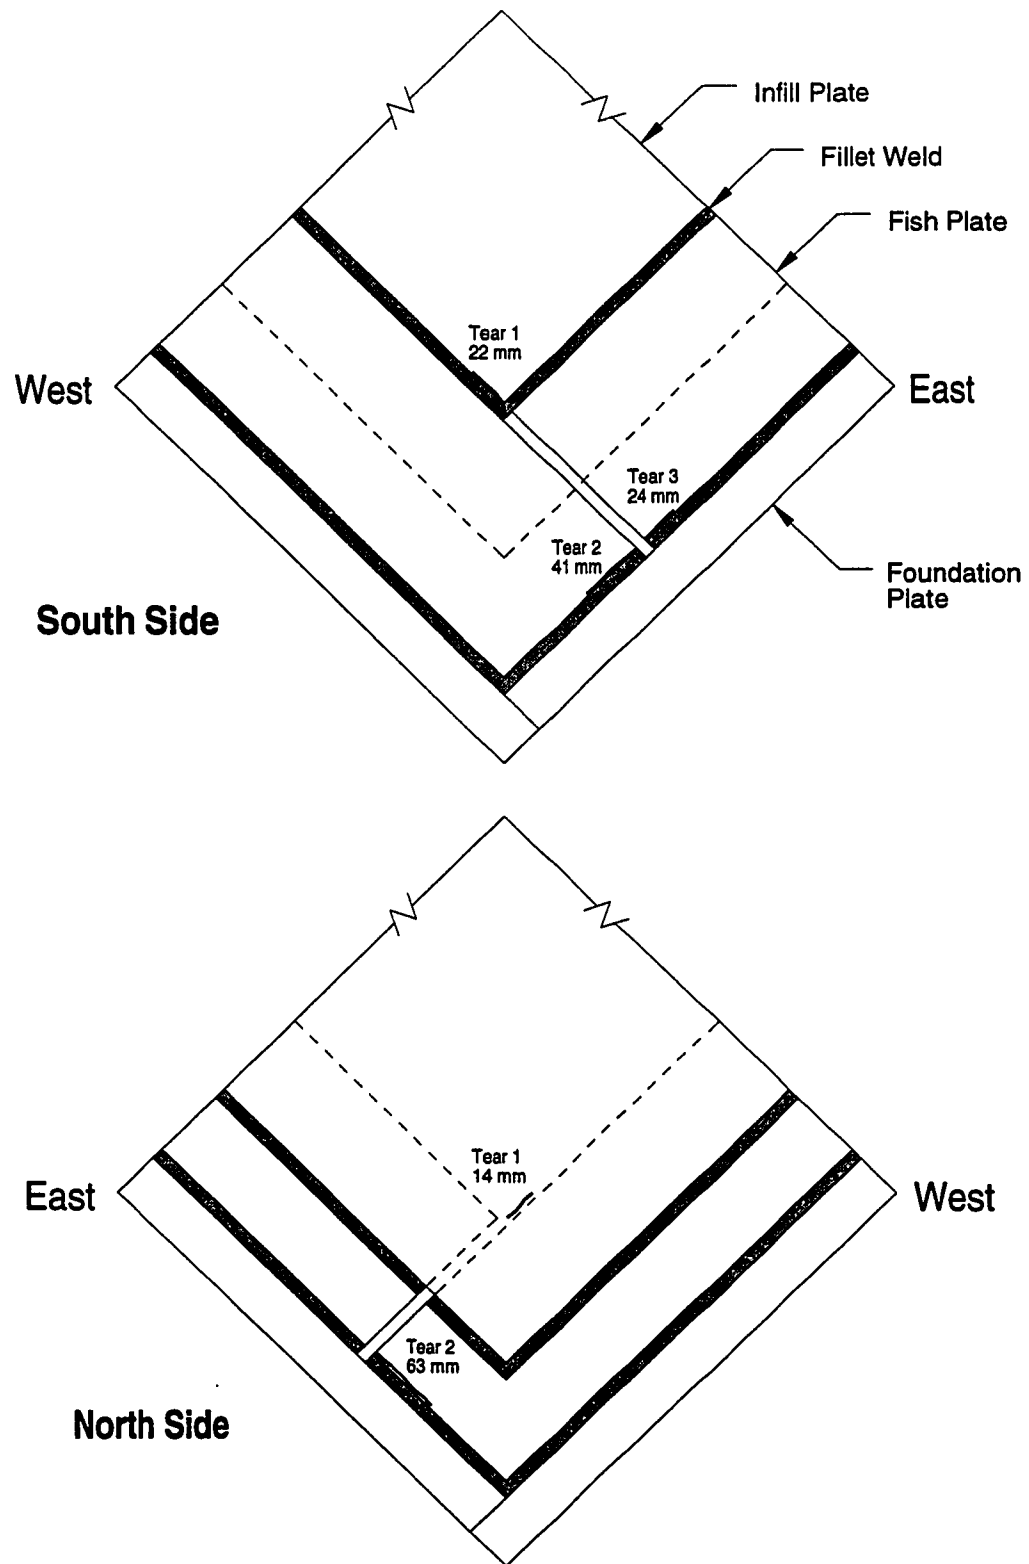 Infill Plate
Fillet Weld
Fish Plate
Tear 1
22 mm
West
East
Tear 3
24 mm
Tear 2
41 mm
Foundation
Plate
South Side
Tear 1
14 mm
East
West
Tear 2
63 mm
North Side